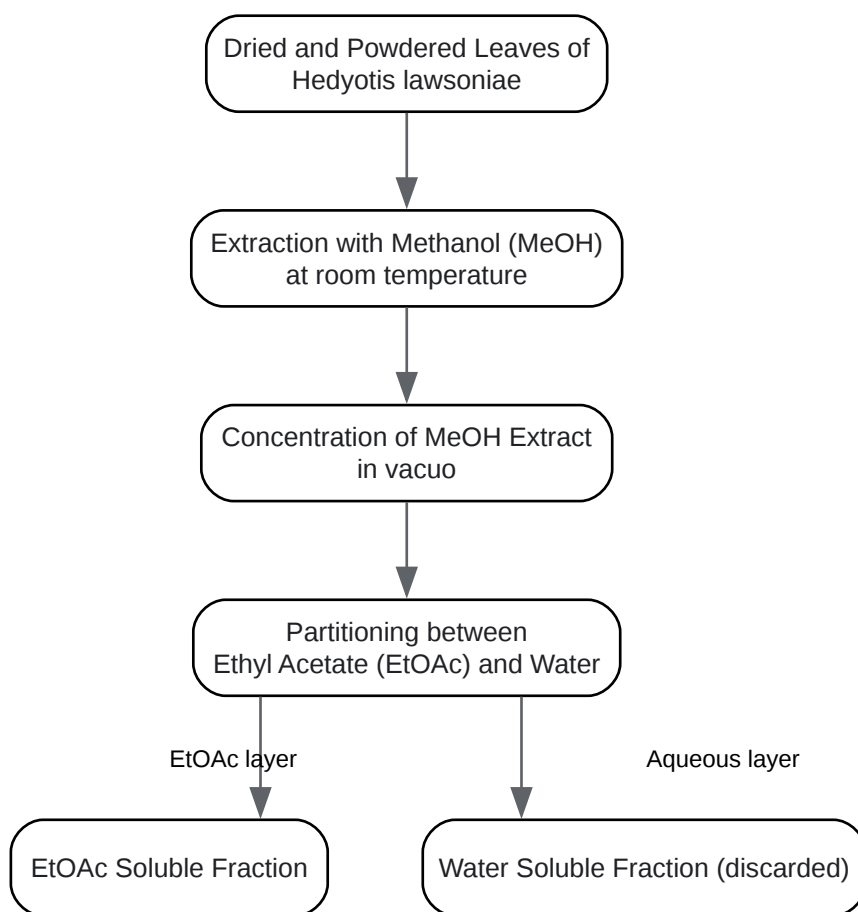 Dried and Powdered Leaves of
Hedyotis lawsoniae
Extraction with Methanol (MeOH)
at room temperature
Concentration of MeOH Extract
in vacuo
Partitioning between
Ethyl Acetate (EtOAc) and Water
EtOAc layer
Aqueous layer
EtOAc Soluble Fraction
Water Soluble Fraction (discarded)